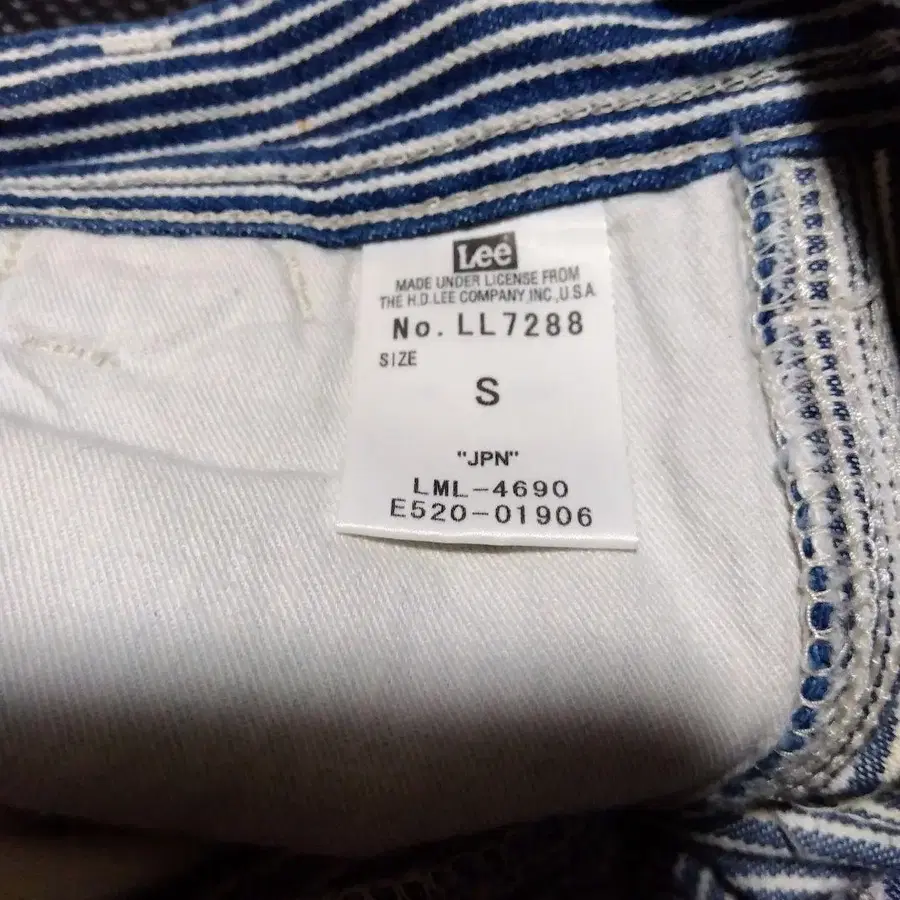 Lee
MADE UNDER LICENSE FROM
THE H.D.LEE COMPANY,INC.,U.S.A.
No. LL7288
SIZE
S
"JPN"
LML-4690
E520-01906